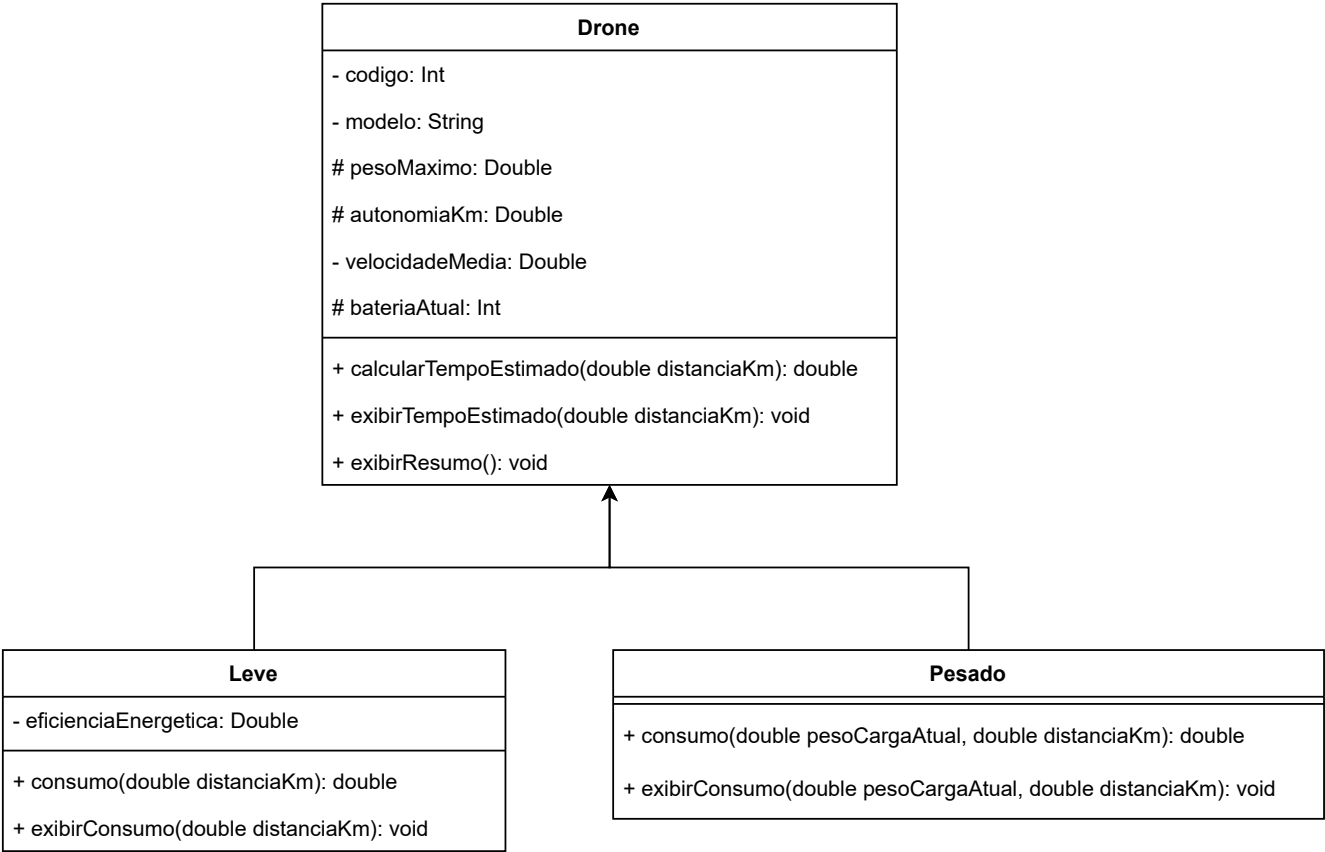 Drone
- codigo: Int
- modelo: String
# pesoMaximo: Double
# autonomiaKm: Double
- velocidadeMedia: Double
# bateriaAtual: Int
+ calcularTempoEstimado(double distanciaKm): double
+ exibirTempoEstimado(double distanciaKm): void
+ exibirResumo(): void
Leve
- eficienciaEnergetica: Double
+ consumo(double distanciaKm): double
+ exibirConsumo(double distanciaKm): void
Pesado
+ consumo(double pesoCargaAtual, double distanciaKm): double
+ exibirConsumo(double pesoCargaAtual, double distanciaKm): void